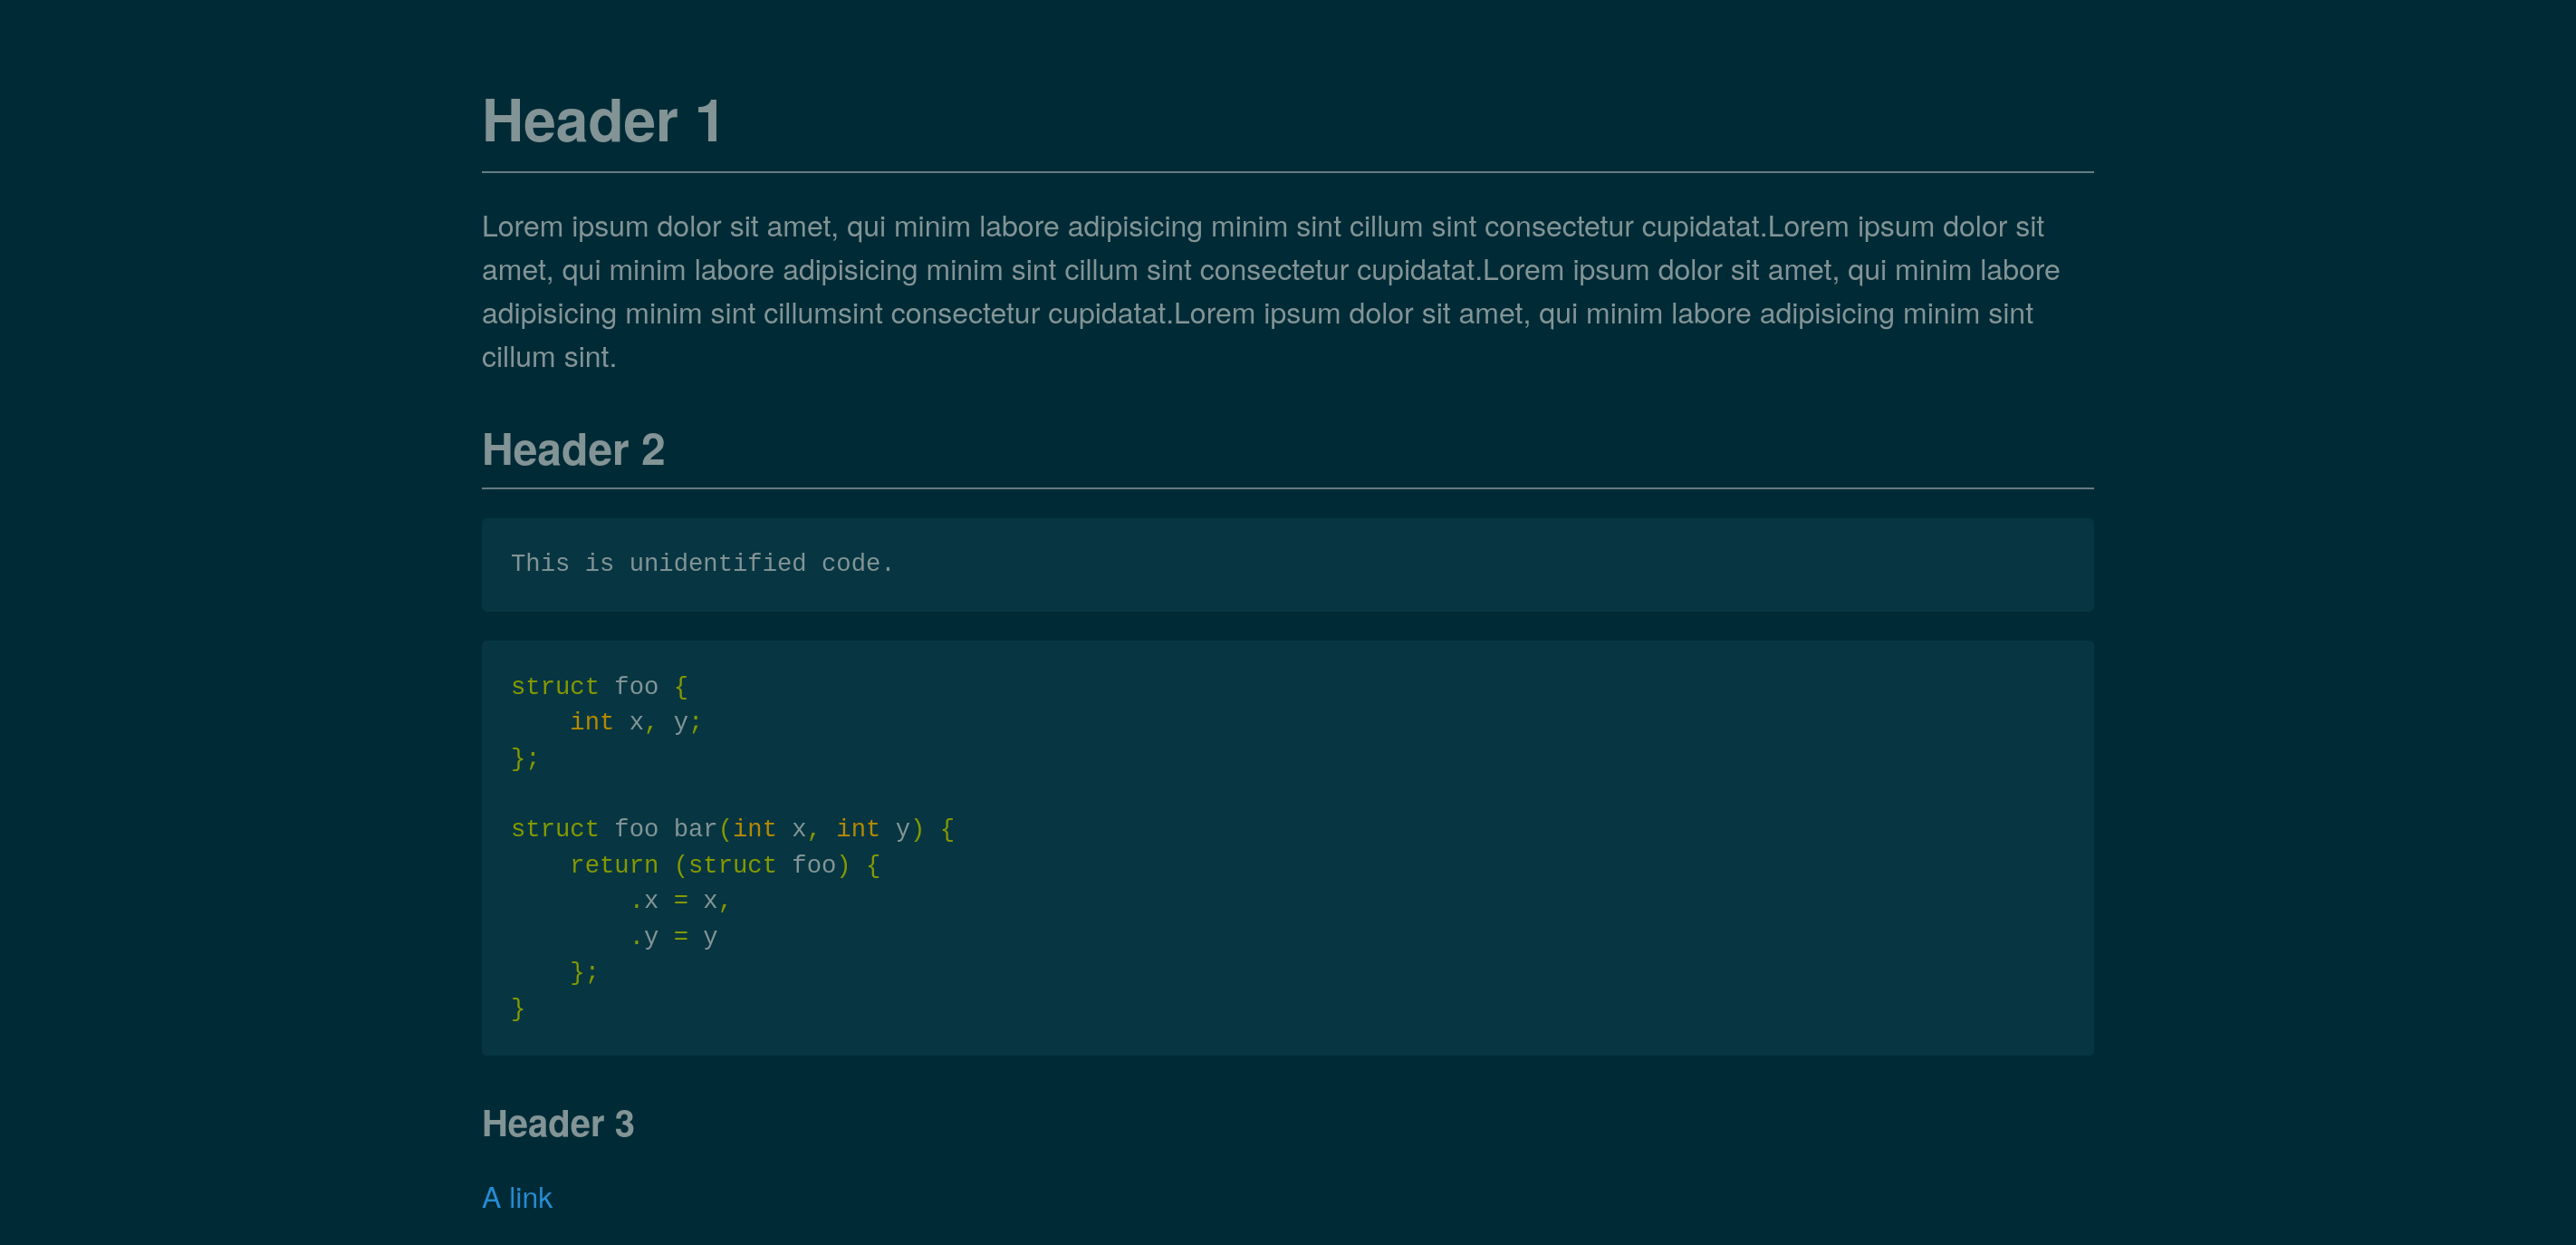 Header 1
Lorem ipsum dolor sit amet, qui minim labore adipisicing minim sint cillum sint consectetur cupidatat.Lorem ipsum dolor sit
amet, qui minim labore adipisicing minim sint cillum sint consectetur cupidatat.Lorem ipsum dolor sit amet, qui minim labore
adipisicing minim sint cillumsint consectetur cupidatat.Lorem ipsum dolor sit amet, qui minim labore adipisicing minim sint
cillum sint.
Header 2
This is unidentified code.
struct foo {
    int x, y;
};

struct foo bar(int x, int y) {
    return (struct foo) {
        .x = x,
        .y = y
    };
}
Header 3
A link